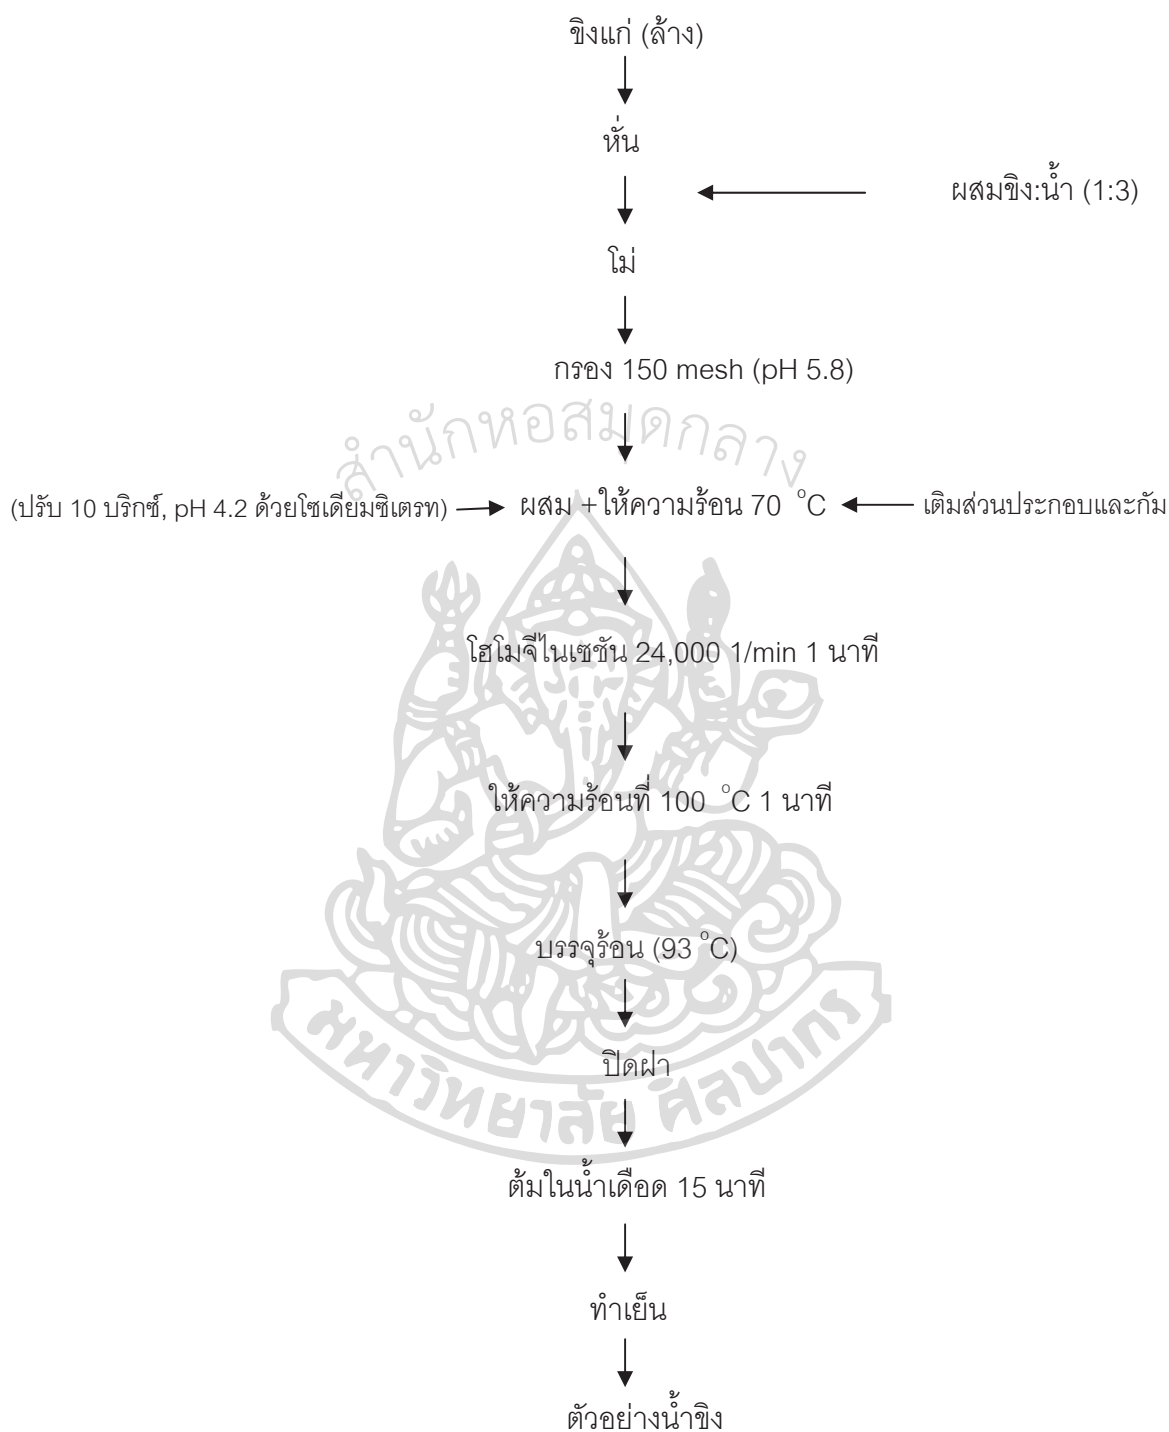 ขิงแก่ (ล้าง)
หั่น
ผสมขิง:น้ำ (1:3)
โม่
กรอง 150 mesh (pH 5.8)
สำนักหอสมุดกลาง
(ปรับ 10 บริกซ์, pH 4.2 ด้วยโซเดียมซิเตรท) ผสม +ให้ความร้อน 70 °C เติมส่วนประกอบและกัม
โฮโมจีไนเซชัน 24,000 1/min 1 นาที
ให้ความร้อนที่ 100 °C 1 นาที
บรรจุร้อน (93 °C)
ปิดฝา
มหาวิทยาลัย ศิลปากร
ต้มในน้ำเดือด 15 นาที
ทำเย็น
ตัวอย่างน้ำขิง